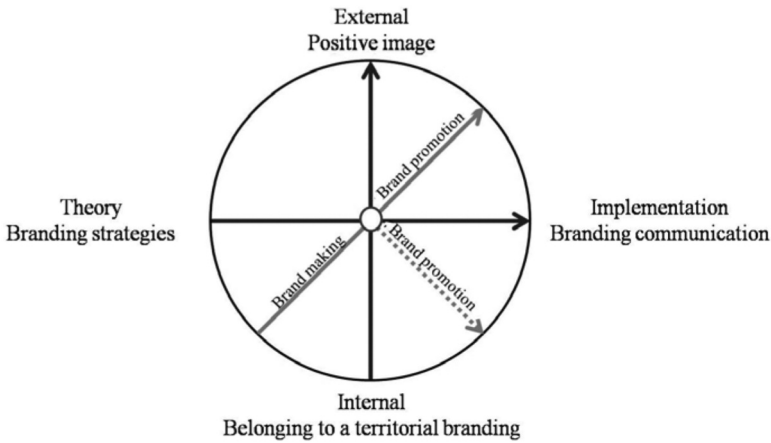 External
Positive image
Brand promotion
Theory
Branding strategies
Implementation
Branding communication
Brand making
Brand promotion
Internal
Belonging to a territorial branding